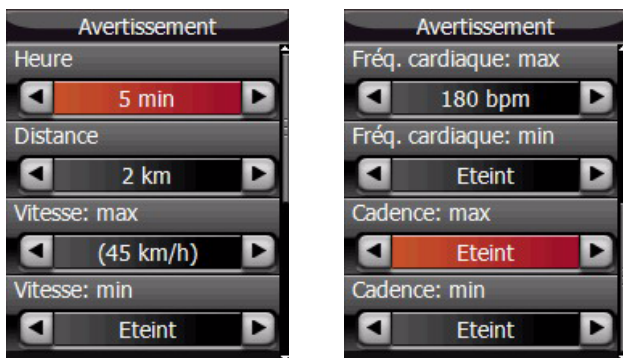 Avertissement
Heure
5 min
Distance
2 km
Vitesse: max
(45 km/h)
Vitesse: min
Eteint
Avertissement
Fréq. cardiaque: max
180 bpm
Fréq. cardiaque: min
Eteint
Cadence: max
Eteint
Cadence: min
Eteint